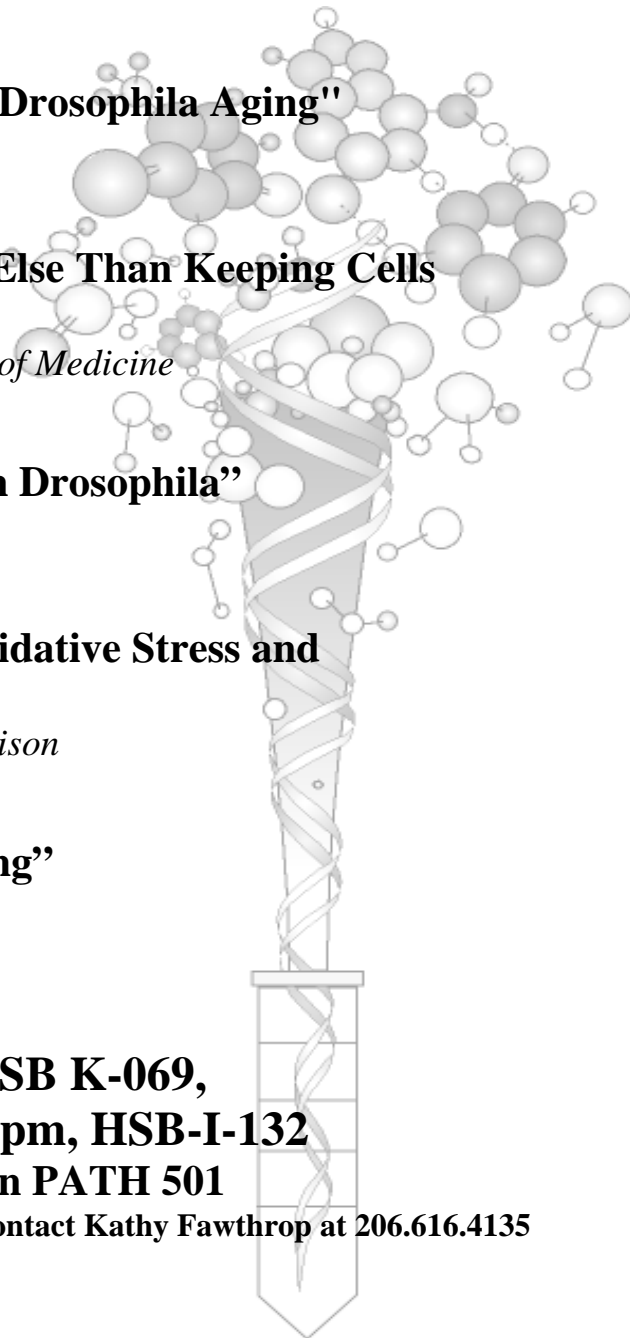 Drosophila Aging"
Else Than Keeping Cells
of Medicine
n Drosophila”
idative Stress and
ison
ng”
SB K-069,
pm, HSB-I-132
n PATH 501
ontact Kathy Fawthrop at 206.616.4135